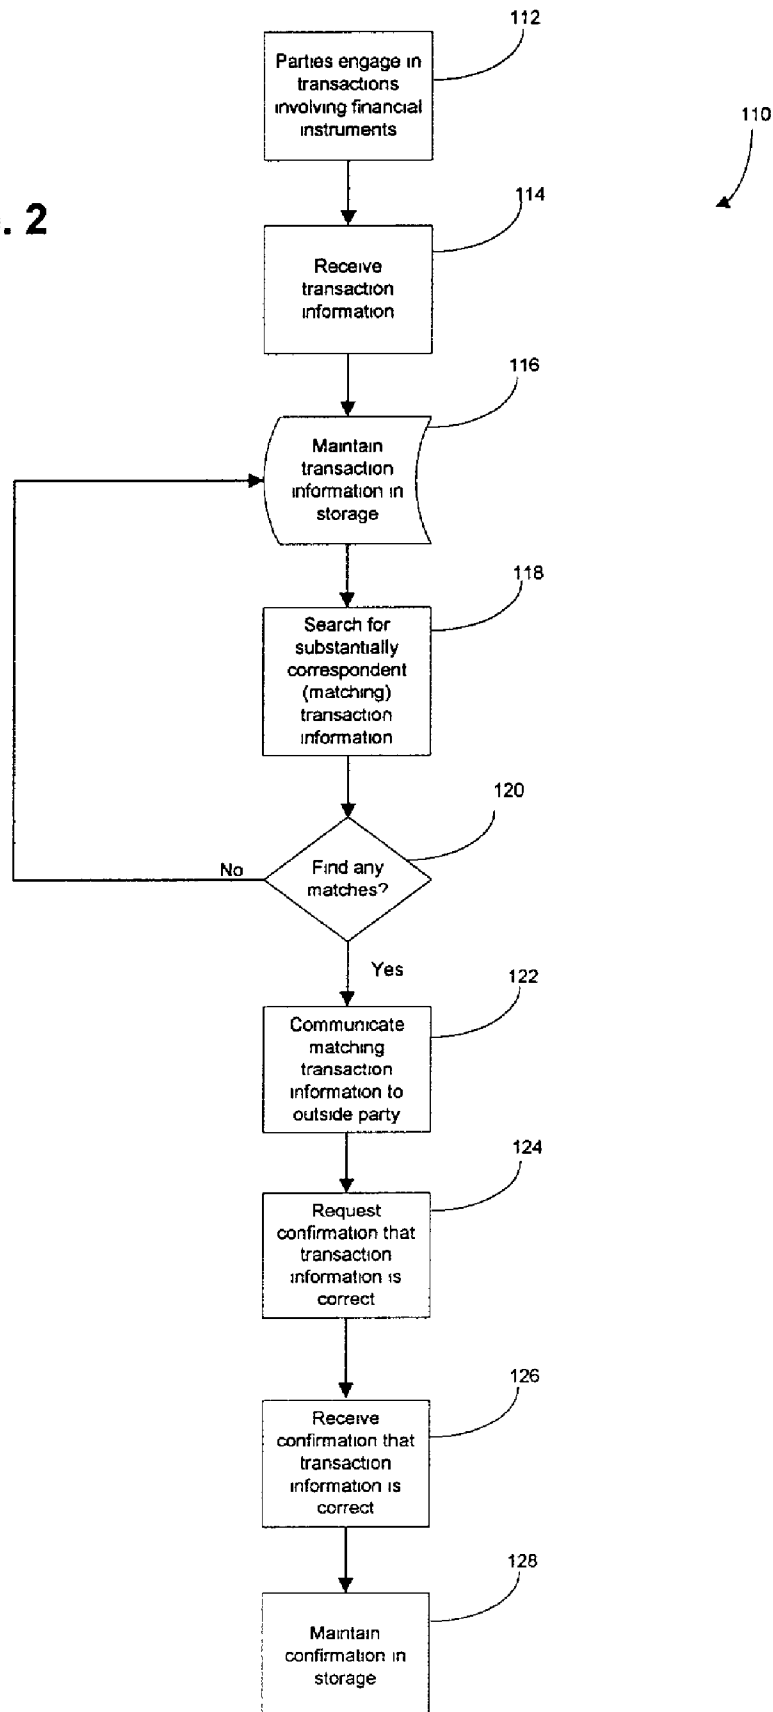 112
Parties engage in
transactions
involving financial
instruments
110
114
. 2
Receive
transaction
information
116
Maintain
transaction
information in
storage
118
Search for
substantially
correspondent
(matching)
transaction
information
120
No
Find any
matches?
Yes
122
Communicate
matching
transaction
information to
outside party
124
Request
confirmation that
transaction
information is
correct
126
Receive
confirmation that
transaction
information is
correct
128
Maintain
confirmation in
storage